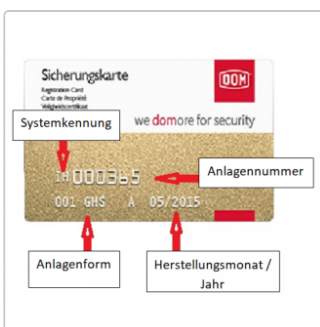 Sicherungskarte
Registration Card
Carte de Propriété
Veiligheidscertifikaat
DOM
Systemkennung
we domore for security
000365
Anlagennummer
001 GHS A 05/2015
Anlagenform
Herstellungsmonat /
Jahr